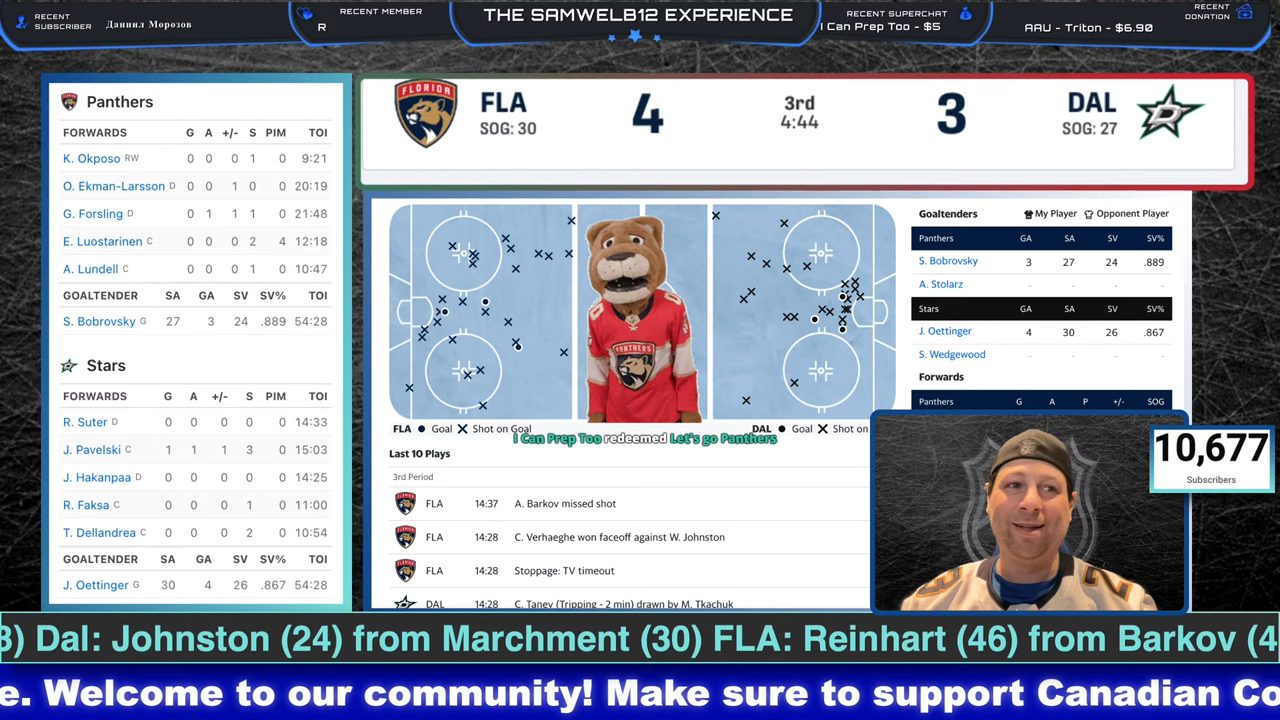 RECENT
SUBSCRIBER
Даниил Морозов
RECENT MEMBER
R
THE SAMWELB12 EXPERIENCE
RECENT SUPERCHAT
I Can Prep Too - $5
RECENT
DONATION
AAU - Triton - $6.90
Panthers
FORWARDS G A +/- S PIM TOI
K. Okposo RW 0 0 0 1 0 9:21
O. Ekman-Larsson D 0 0 1 0 0 20:19
G. Forsling D 0 1 1 1 0 21:48
E. Luostarinen C 0 0 0 2 4 12:18
A. Lundell C 0 0 0 1 0 10:47
GOALTENDER SA GA SV SV% TOI
S. Bobrovsky G 27 3 24 .889 54:28
Stars
FORWARDS G A +/- S PIM TOI
R. Suter D 0 0 0 0 0 14:33
J. Pavelski C 1 1 1 3 0 15:03
J. Hakanpaa D 0 0 0 0 0 14:25
R. Faksa C 0 0 0 1 0 11:00
T. Dellandrea C 0 0 0 2 0 10:54
GOALTENDER SA GA SV SV% TOI
J. Oettinger G 30 4 26 .867 54:28
FLORIDA
FLA
SOG: 30
4
3rd
4:44
3
DAL
SOG: 27
PANTHERS
FLA Goal Shot on Goal
DAL Goal Shot on
I Can Prep Too redeemed Let's go Panthers
Last 10 Plays
3rd Period
FLA 14:37 A. Barkov missed shot
FLA 14:28 C. Verhaeghe won faceoff against W. Johnston
FLA 14:28 Stoppage: TV timeout
DAL 14:28 C. Tanev (Tripping - 2 min) drawn by M. Tkachuk
Goaltenders My Player Opponent Player
Panthers GA SA SV SV%
S. Bobrovsky 3 27 24 .889
A. Stolarz - - - -
Stars GA SA SV SV%
J. Oettinger 4 30 26 .867
S. Wedgewood - - - -
Forwards
Panthers G A P +/- SOG
10,677
Subscribers
3) Dal: Johnston (24) from Marchment (30) FLA: Reinhart (46) from Barkov (4
e. Welcome to our community! Make sure to support Canadian Co